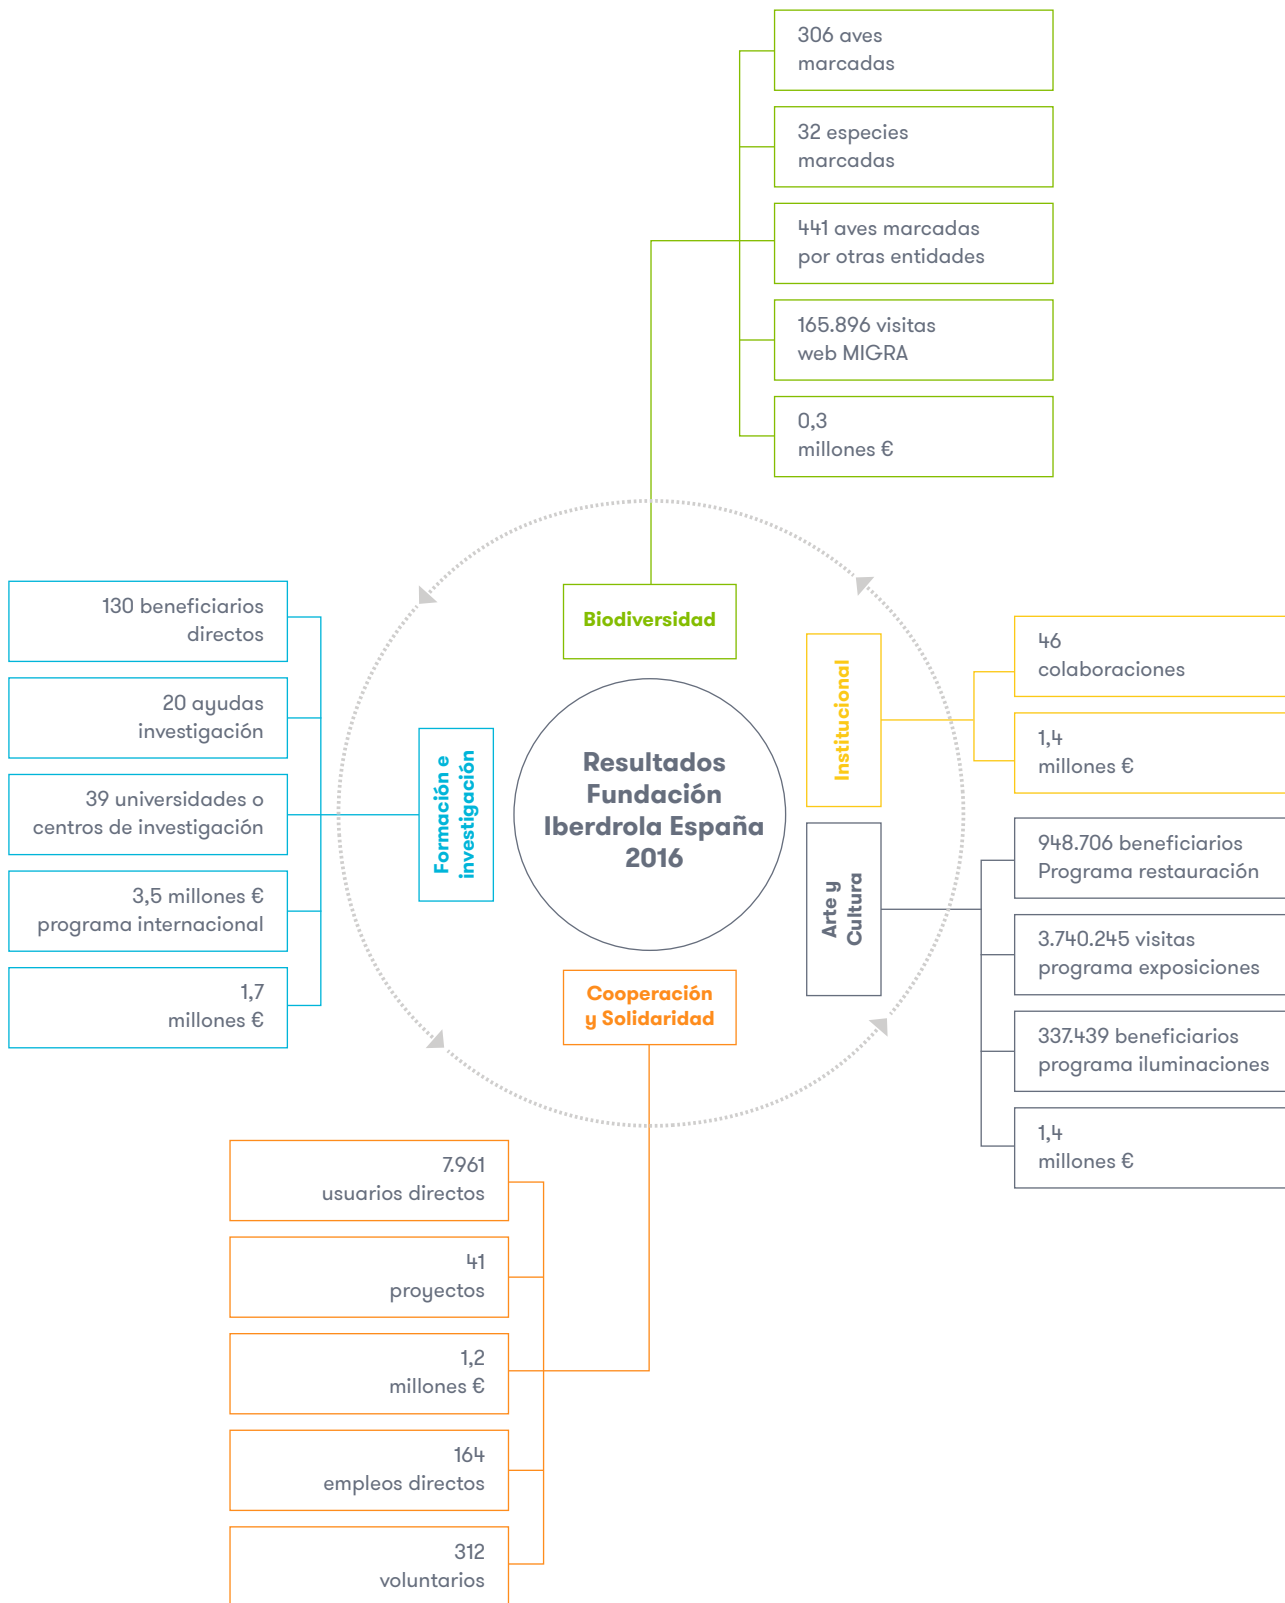 306 aves
marcadas
32 especies
marcadas
441 aves marcadas
por otras entidades
165.896 visitas
web MIGRA
0,3
millones €
Biodiversidad
130 beneficiarios
directos
20 ayudas
investigación
39 universidades o
centros de investigación
3,5 millones €
programa internacional
1,7
millones €
Formación e
investigación
Resultados
Fundación
Iberdrola España
2016
Institucional
46
colaboraciones
1,4
millones €
Arte y
Cultura
948.706 beneficiarios
Programa restauración
3.740.245 visitas
programa exposiciones
337.439 beneficiarios
programa iluminaciones
1,4
millones €
Cooperación
y Solidaridad
7.961
usuarios directos
41
proyectos
1,2
millones €
164
empleos directos
312
voluntarios